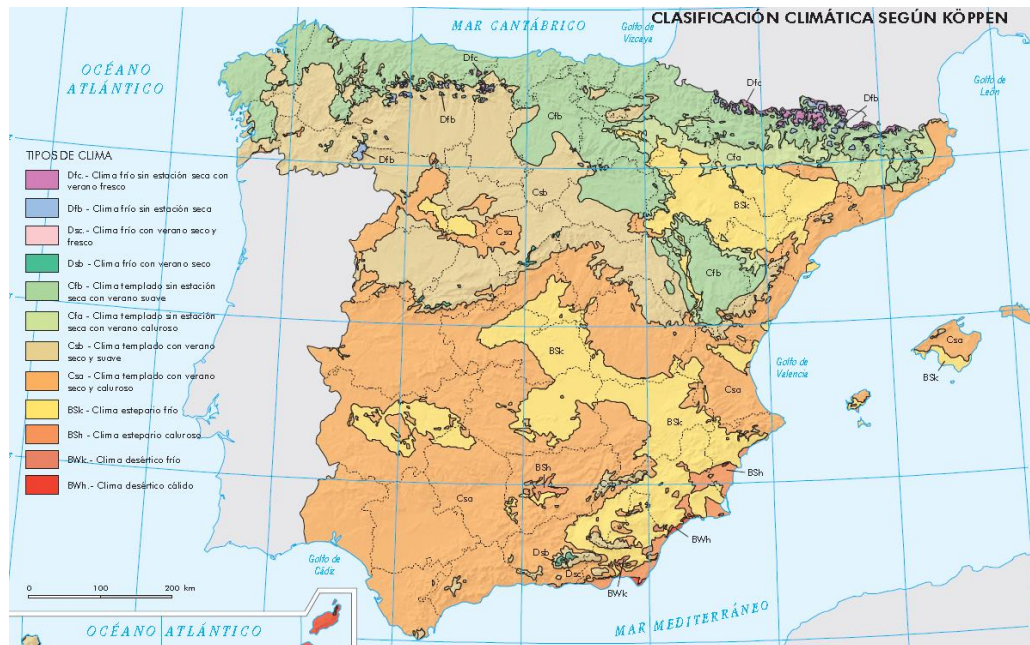 CLASIFICACIÓN CLIMÁTICA SEGÚN KÖPPEN
MAR CANTÁBRICO
Golfo de
Vizcaya
OCÉANO
ATLÁNTICO
Golfo de
León
Dfc
Dfc
Dfb
Dfb
Dfb
Cfb
Cfa
Csb
BSk
Csa
Cfb
TIPOS DE CLIMA
Dfc.- Clima frío sin estación seca con
verano fresco
Dfb - Clima frío sin estación seca
Dsc.- Clima frío con verano seco y
fresco
Dsb - Clima frío con verano seco
Cfb - Clima templado sin estación
seca con verano suave
Cfa - Clima templado sin estación
seca con verano caluroso
Csb - Clima templado con verano
seco y suave
Csa - Clima templado con verano
seco y caluroso
BSk - Clima estepario frío
BSh - Clima estepario caluroso
BWk - Clima desértico frío
BWh.- Clima desértico cálido
BSk
Golfo de
Valencia
Csa
BSk
Csa
BSk
BSh
BSh
Csa
Csb
BWh
Dsb
Dsc
BWk
Golfo de
Cádiz
0 100 200 km
MAR MEDITERRÁNEO
OCÉANO ATLÁNTICO